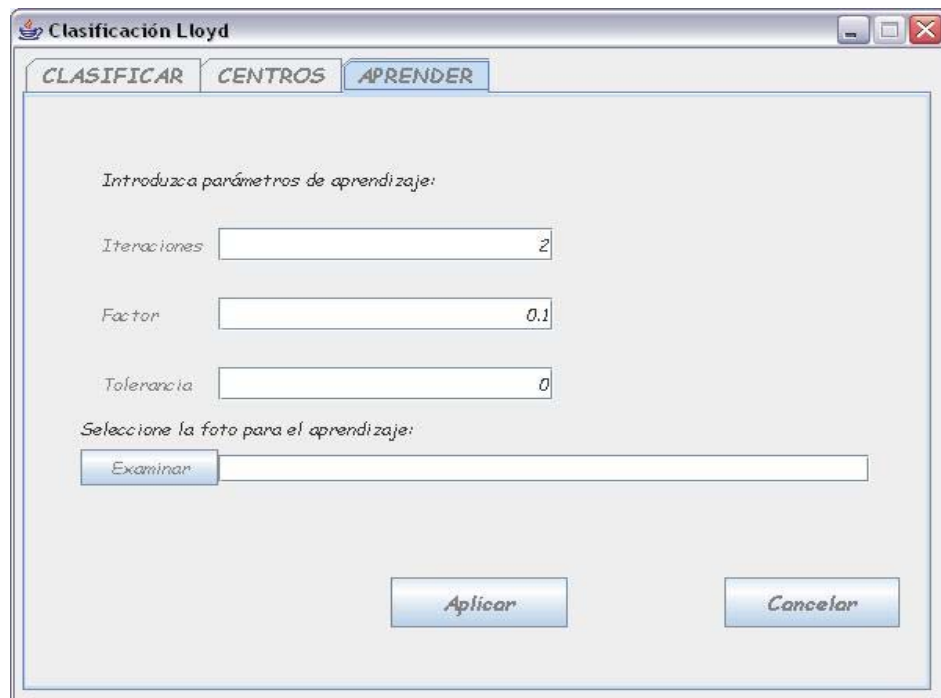 Clasificación Lloyd
CLASIFICAR CENTROS APRENDER
Introduzca parámetros de aprendizaje:
Iteraciones 2
Factor 0.1
Tolerancia 0
Seleccione la foto para el aprendizaje:
Examinar
Aplicar Cancelar